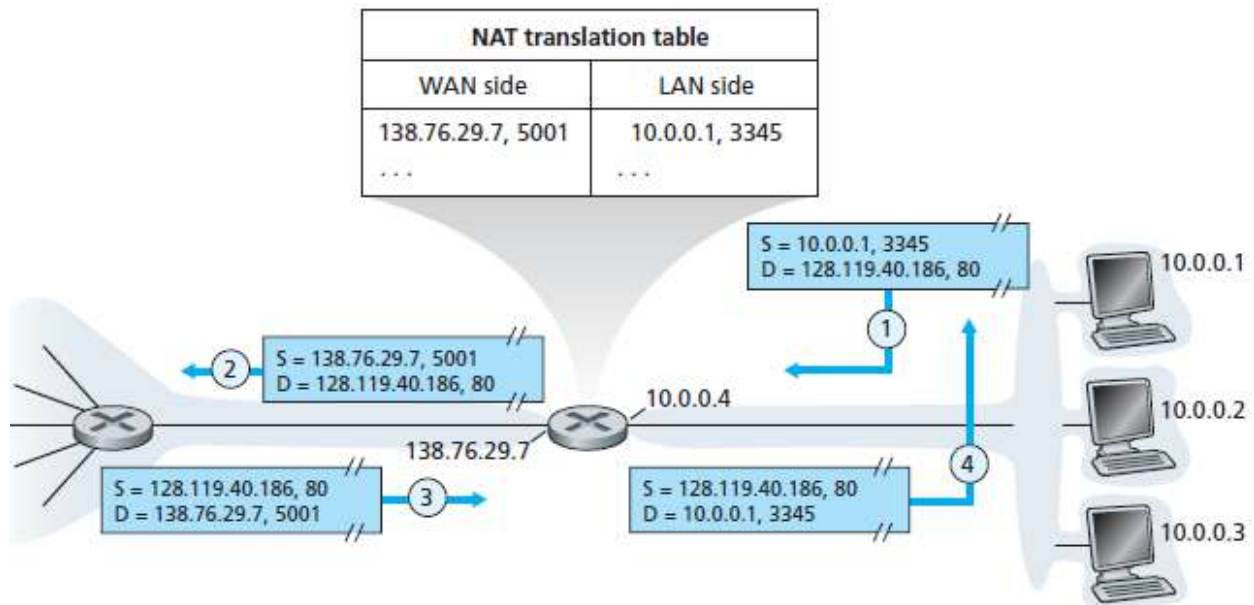 NAT translation table
WAN side LAN side
138.76.29.7, 5001 10.0.0.1, 3345
. . . . . .
S = 10.0.0.1, 3345
D = 128.119.40.186, 80
10.0.0.1
1
2
S = 138.76.29.7, 5001
D = 128.119.40.186, 80
10.0.0.4
10.0.0.2
138.76.29.7
S = 128.119.40.186, 80
D = 138.76.29.7, 5001
3
S = 128.119.40.186, 80
D = 10.0.0.1, 3345
4
10.0.0.3